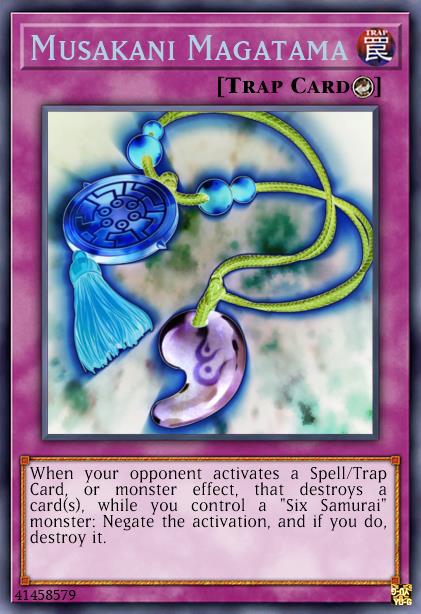 Musakani Magatama
TRAP
罠
[Trap Card]
When your opponent activates a Spell/Trap
Card, or monster effect, that destroys a
card(s), while you control a "Six Samurai"
monster: Negate the activation, and if you do,
destroy it.
41458579